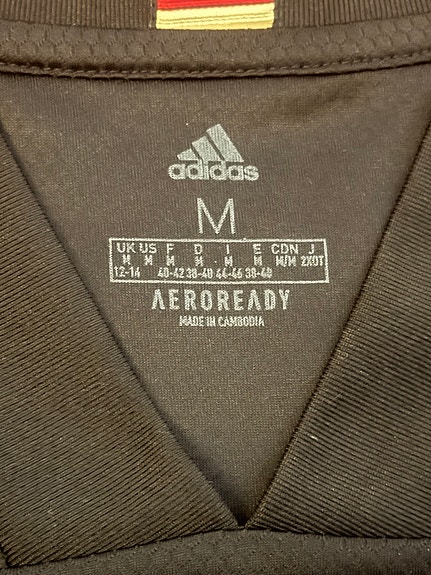 adidas
M
UK US F D I E CDN J
M M M M · M M M/M 2XOT
12-14 40-42 38-40 44-46 38-40
AEROREADY
MADE IN CAMBODIA